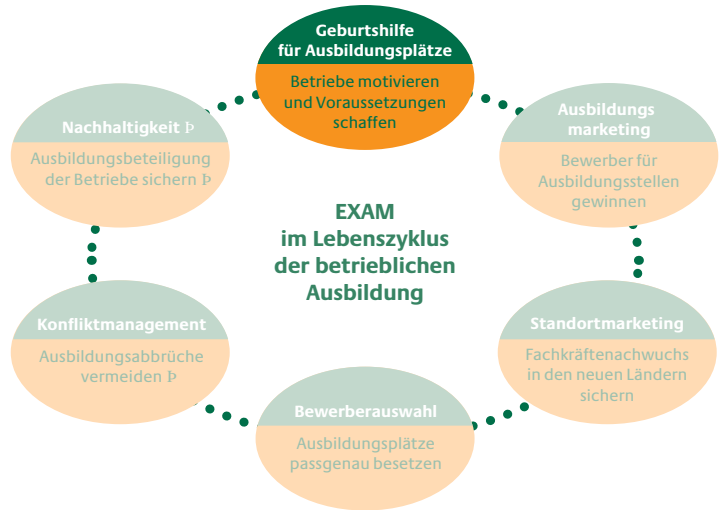 Geburtshilfe
für Ausbildungsplätze
Betriebe motivieren
und Voraussetzungen
schaffen
Ausbildungs
marketing
Bewerber für
Ausbildungsstellen
gewinnen
Standortmarketing
Fachkräftenachwuchs
in den neuen Ländern
sichern
Bewerberauswahl
Ausbildungsplätze
passgenau besetzen
Konfliktmanagement
Ausbildungsabbrüche
vermeiden Þ
Nachhaltigkeit Þ
Ausbildungsbeteiligung
der Betriebe sichern Þ
EXAM
im Lebenszyklus
der betrieblichen
Ausbildung